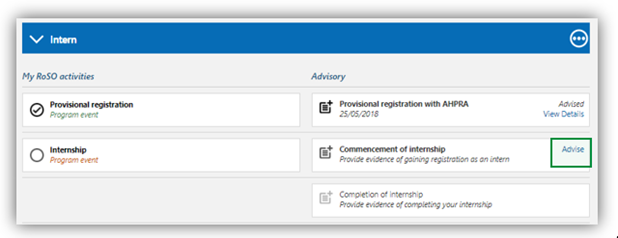 Intern
My RoSO activities
Advisory
Provisional registration
Program event
Provisional registration with AHPRA
25/05/2018
Advised
View Details
Internship
Program event
Commencement of internship
Provide evidence of gaining registration as an intern
Advise
Completion of internship
Provide evidence of completing your internship